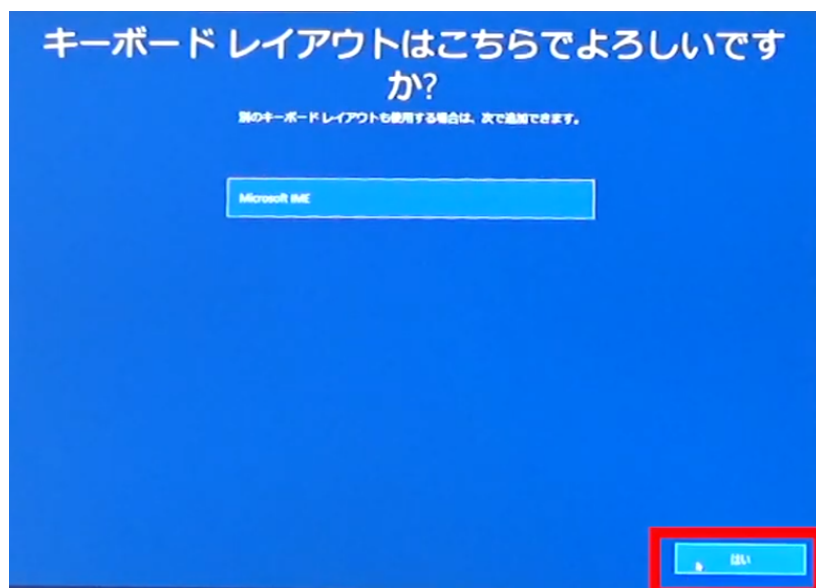 キーボード レイアウトはこちらでよろしいです
か?
別のキーボード レイアウトも使用する場合は、次で追加できます。
Microsoft IME
はい